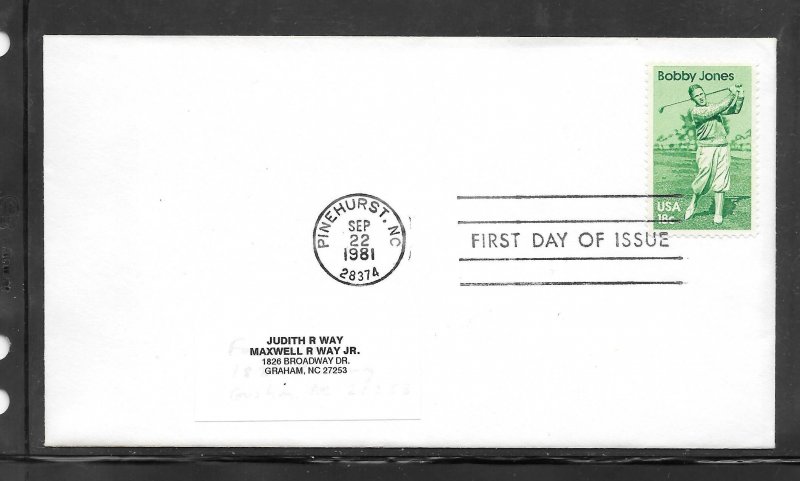 Bobby Jones
USA
18c
PINEHURST, NC
SEP
22
1981
28374
FIRST DAY OF ISSUE
JUDITH R WAY
MAXWELL R WAY JR.
1826 BROADWAY DR.
GRAHAM, NC 27253